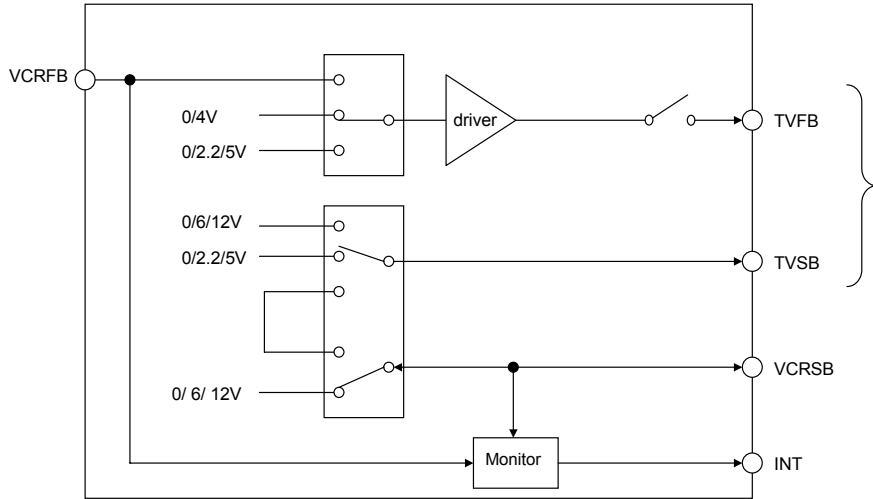 VCRFB
0/4V
0/2.2/5V
driver
TVFB
0/6/12V
0/2.2/5V
TVSB
VCRSB
0/ 6/ 12V
Monitor
INT